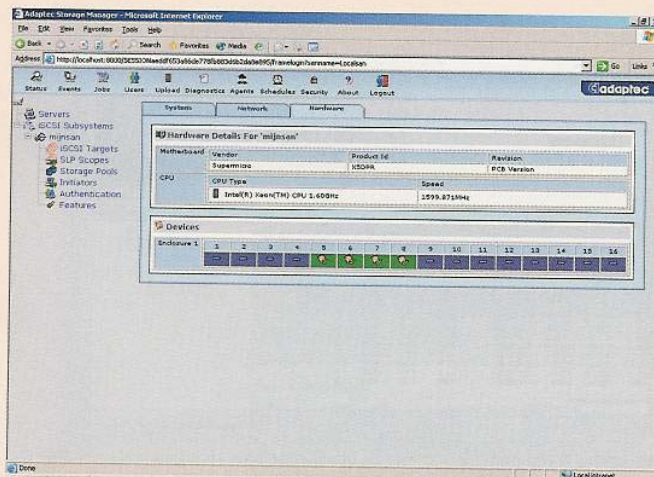 Adaptec Storage Manager - Microsoft Internet Explorer
File Edit View Favorites Tools Help
Back Search Favorites Media
Address Go Links
Status Events Jobs Users Upload Diagnostics Agents Schedules Security About Logout
adaptec
Servers
iSCSI Subsystems
mijnsan
iSCSI Targets
SLP Scopes
Storage Pools
Initiators
Authentication
Features
System Network Hardware
Hardware Details For 'mijnsan'
Motherboard Vendor Product Id Revision
Supermicro X5DPR PCB Version
CPU CPU Type Speed
Intel(R) Xeon(TM) CPU 1.60GHz 1599.871MHz
Devices
Enclosure 1 1 2 3 4 5 6 7 8 9 10 11 12 13 14 15 16
Done
Local intranet